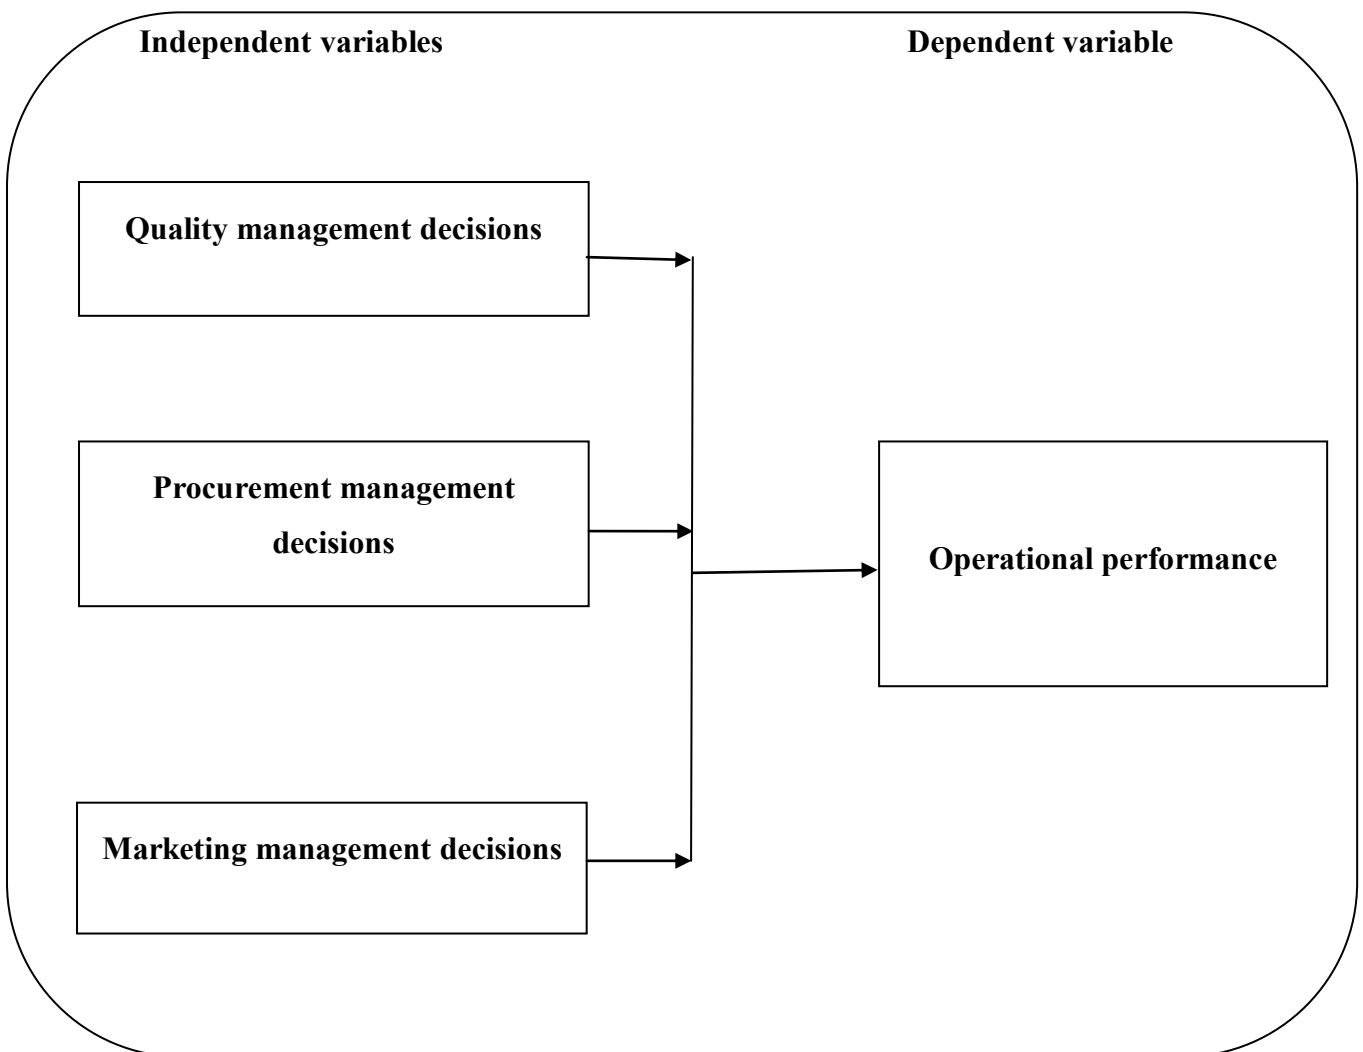 Independent variables
Dependent variable
Quality management decisions
Procurement management
decisions
Operational performance
Marketing management decisions